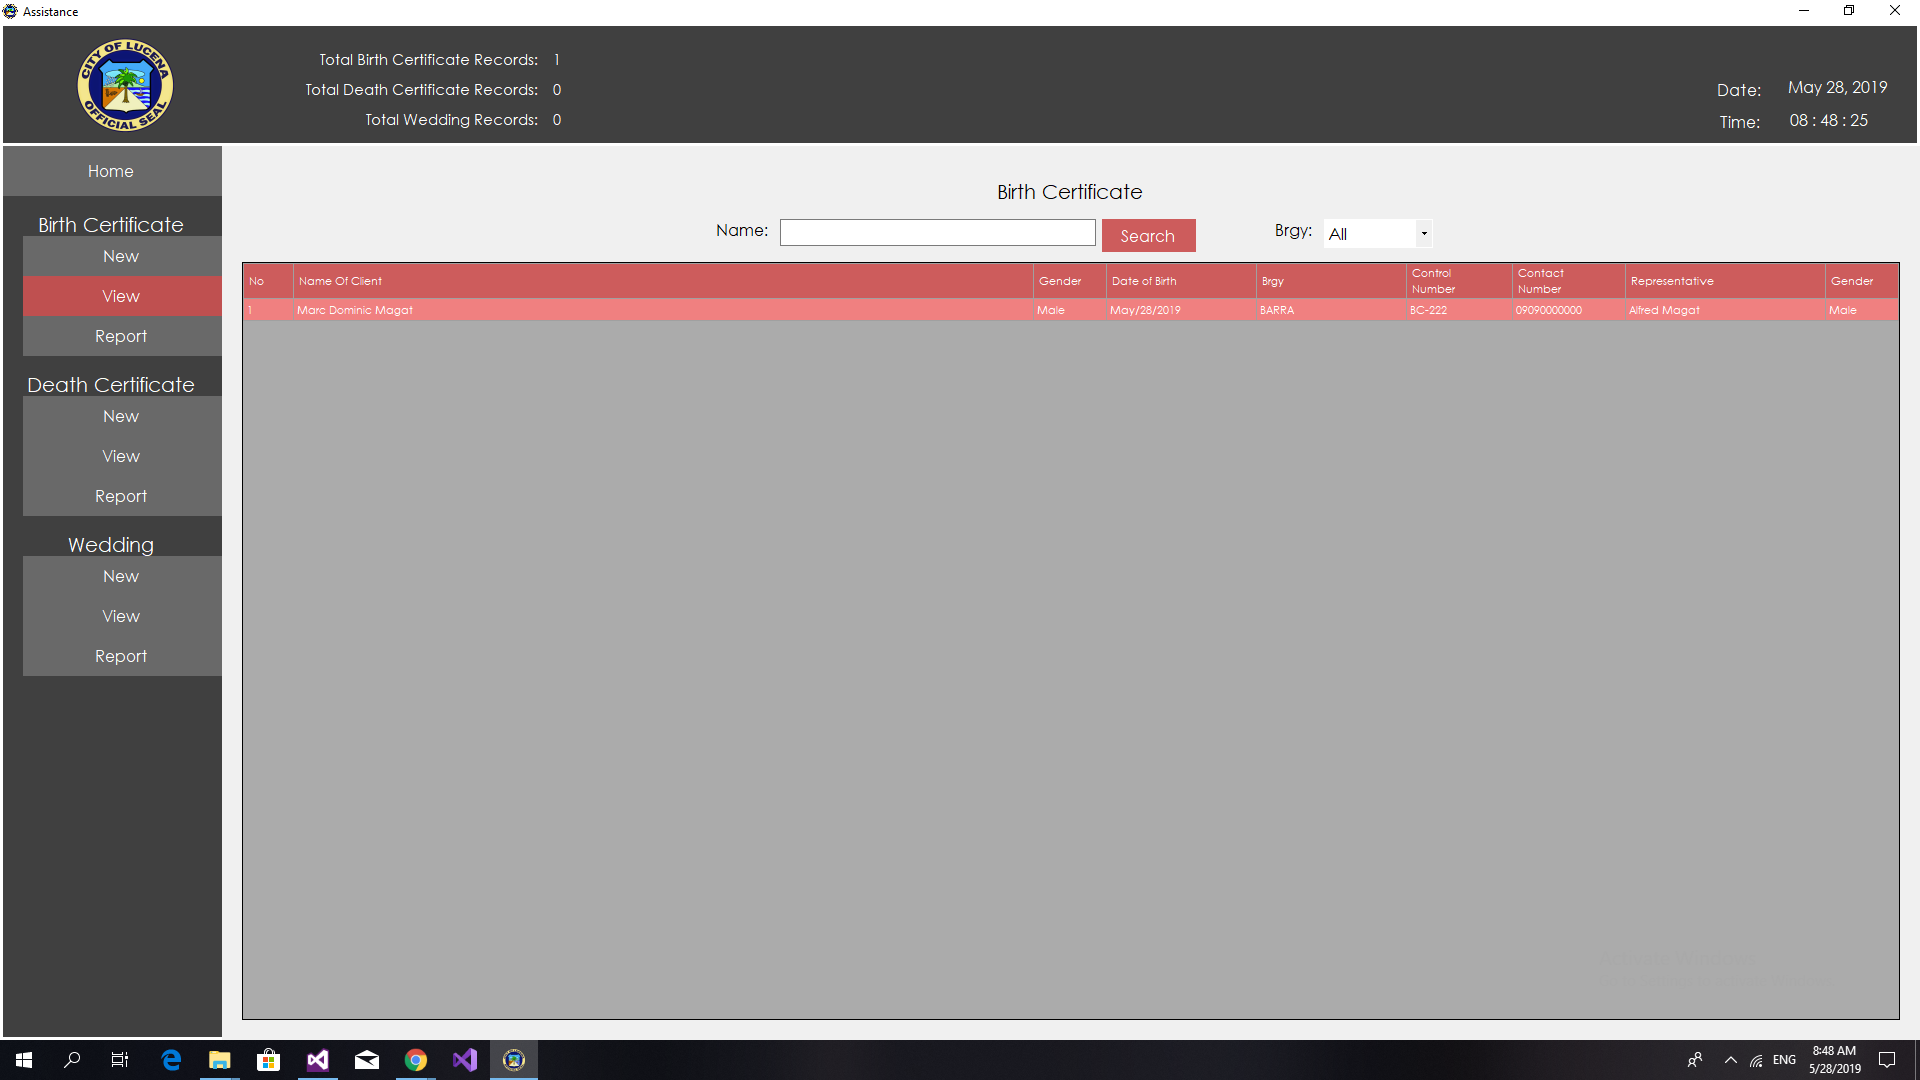 Assistance
CITY OF LUCENA
OFFICIAL SEAL
Total Birth Certificate Records: 1
Total Death Certificate Records: 0
Total Wedding Records: 0
Date: May 28, 2019
Time: 08 : 48 : 25
Home
Birth Certificate
New
View
Report
Death Certificate
New
View
Report
Wedding
New
View
Report
Birth Certificate
Name: Search Brgy: All
No Name Of Client Gender Date of Birth Brgy Control Number Contact Number Representative Gender
1 Marc Dominic Magat Male May/28/2019 BARRA BC-222 09090000000 Alfred Magat Male
ENG
8:48 AM
5/28/2019